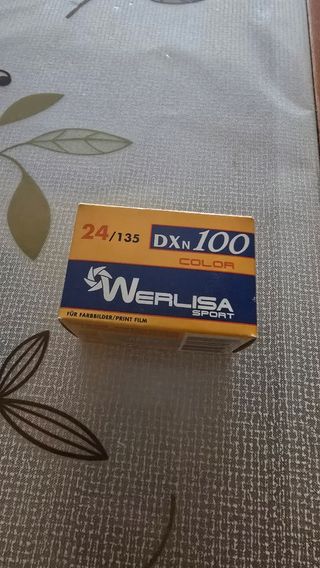 24/135 DXN 100
COLOR
WERLISA
SPORT
FÜR FARBBILDER/PRINT FILM